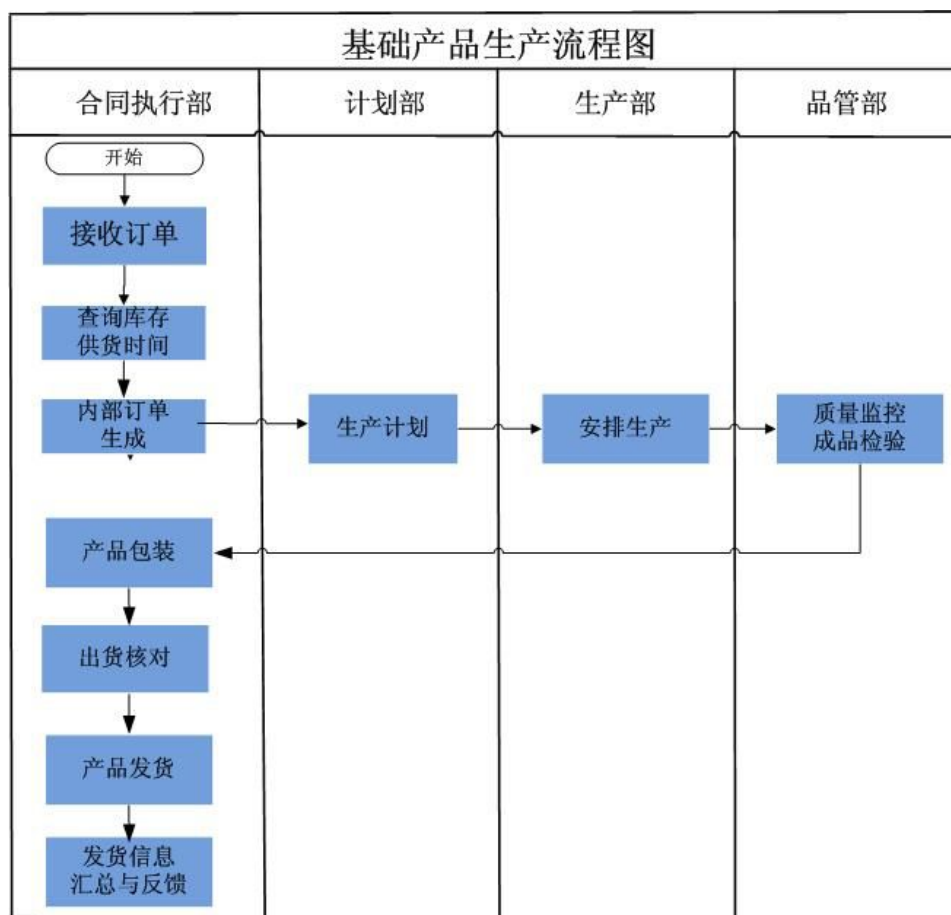 基础产品生产流程图
合同执行部 计划部 生产部 品管部
开始
接收订单
查询库存
供货时间
内部订单
生成
生产计划
安排生产
质量监控
成品检验
产品包装
出货核对
产品发货
发货信息
汇总与反馈